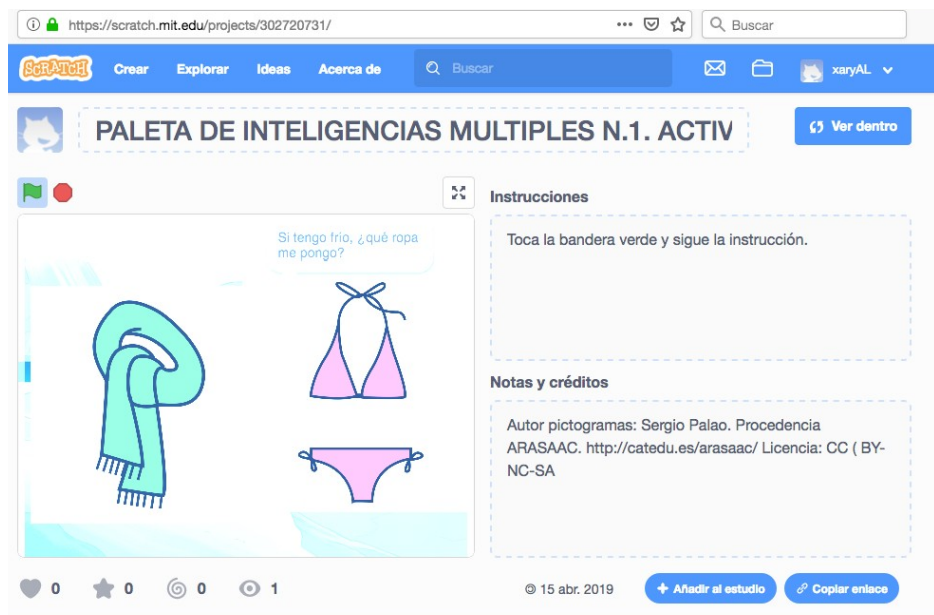 https://scratch.mit.edu/projects/302720731/
Buscar
SCRATCH
Crear
Explorar
Ideas
Acerca de
Buscar
xaryAL
PALETA DE INTELIGENCIAS MULTIPLES N.1. ACTIV
Ver dentro
Si tengo frio, ¿qué ropa
me pongo?
Instrucciones
Toca la bandera verde y sigue la instrucción.
Notas y créditos
Autor pictogramas: Sergio Palao. Procedencia
ARASAAC. http://catedu.es/arasaac/ Licencia: CC ( BY-
NC-SA
0
0
0
1
© 15 abr. 2019
Añadir al estudio
Copiar enlace